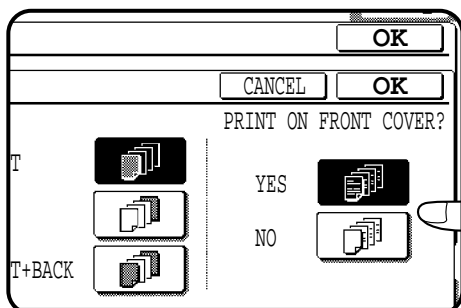 OK
CANCEL OK
PRINT ON FRONT COVER?
T
YES
NO
T+BACK